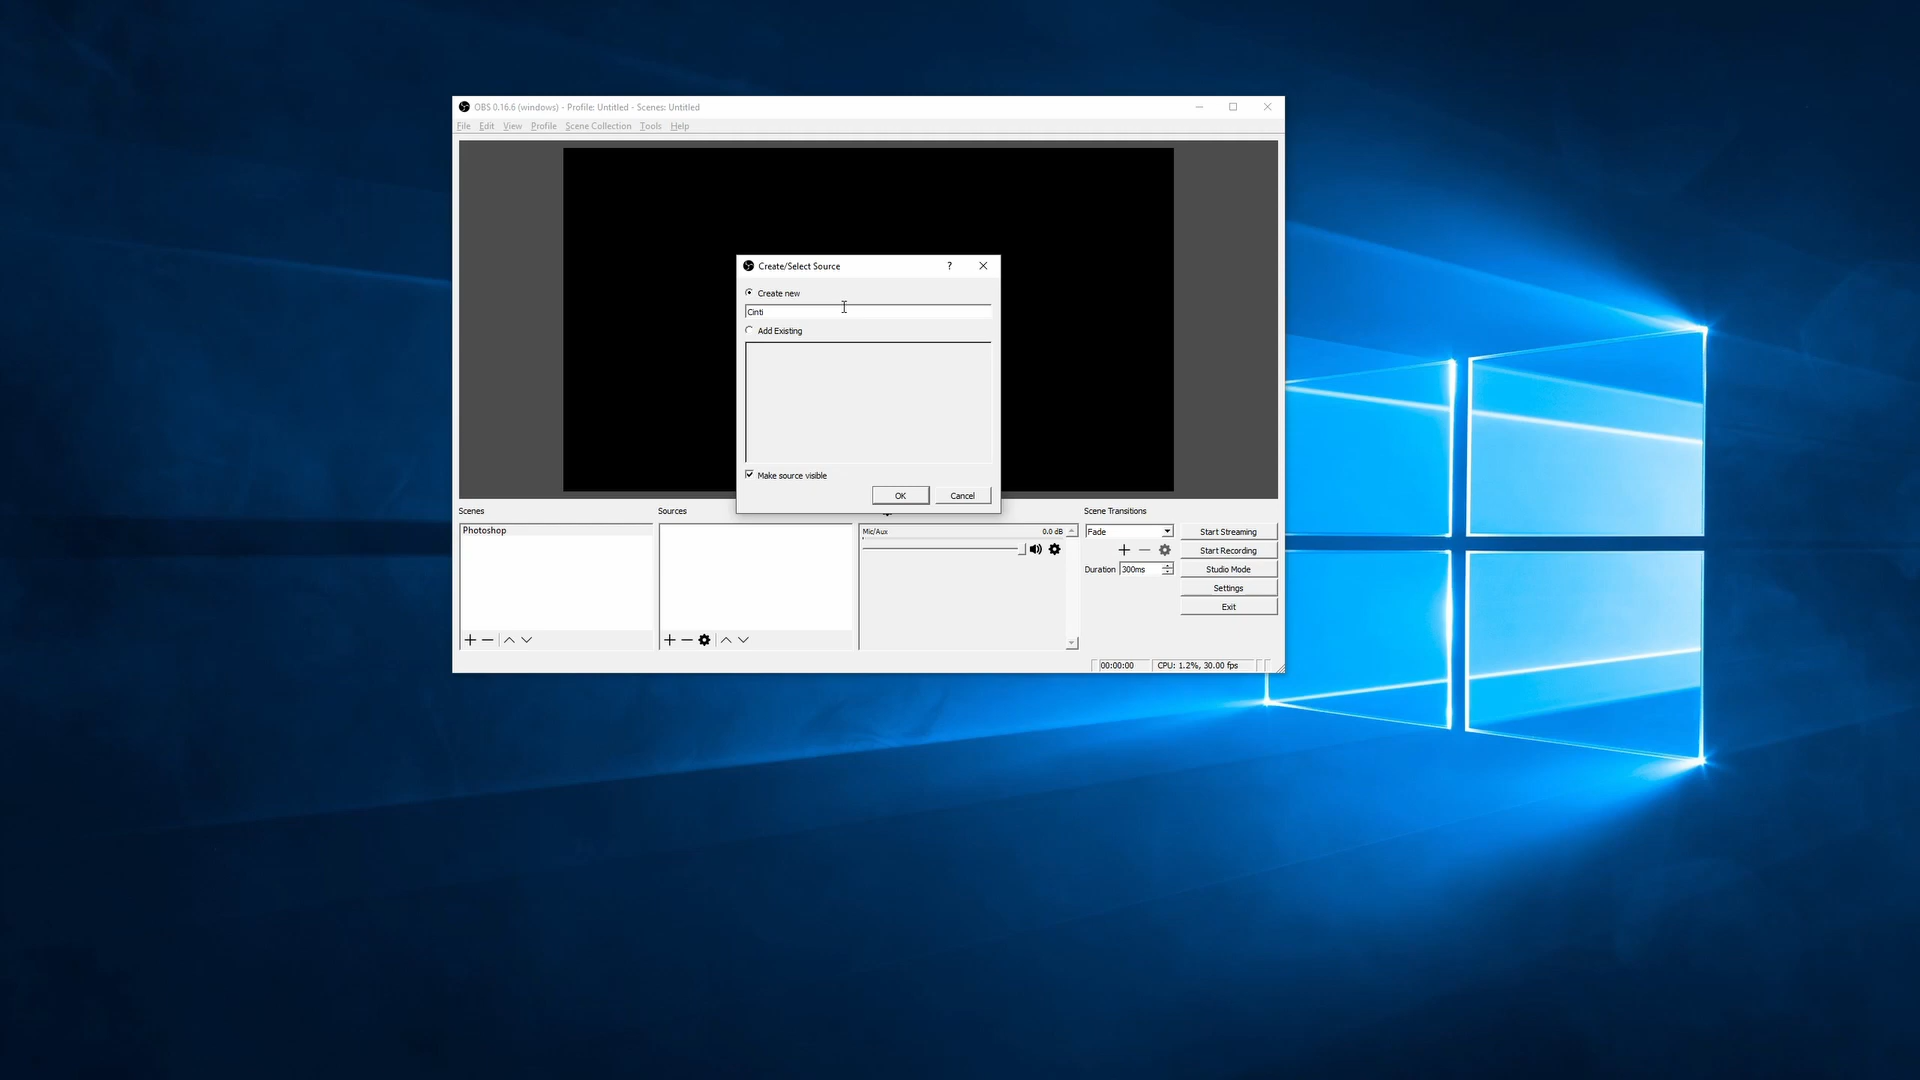 OBS 0.16.6 (windows) - Profile: Untitled - Scenes: Untitled
File Edit View Profile Scene Collection Tools Help
Create/Select Source ?
Create new
Cinti
Add Existing
Make source visible
OK Cancel
Scenes
Photoshop
Sources
Mic/Aux 0.0 dB
Scene Transitions
Fade
Duration 300ms
Start Streaming
Start Recording
Studio Mode
Settings
Exit
00:00:00 CPU: 1.2%, 30.00 fps